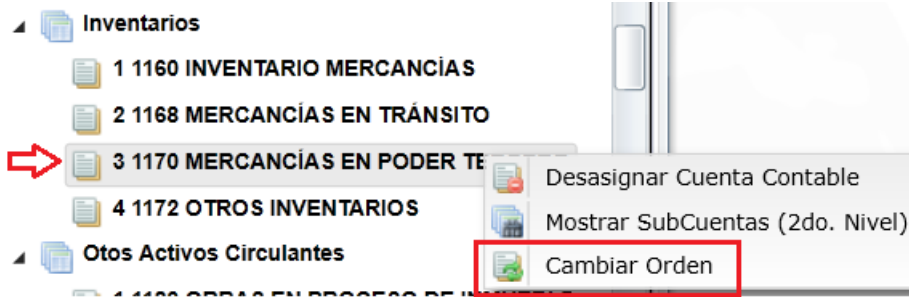 Inventarios
1 1160 INVENTARIO MERCANCÍAS
2 1168 MERCANCÍAS EN TRÁNSITO
3 1170 MERCANCÍAS EN PODER
Desasignar Cuenta Contable
4 1172 OTROS INVENTARIOS
Mostrar SubCuentas (2do. Nivel)
Otos Activos Circulantes
Cambiar Orden